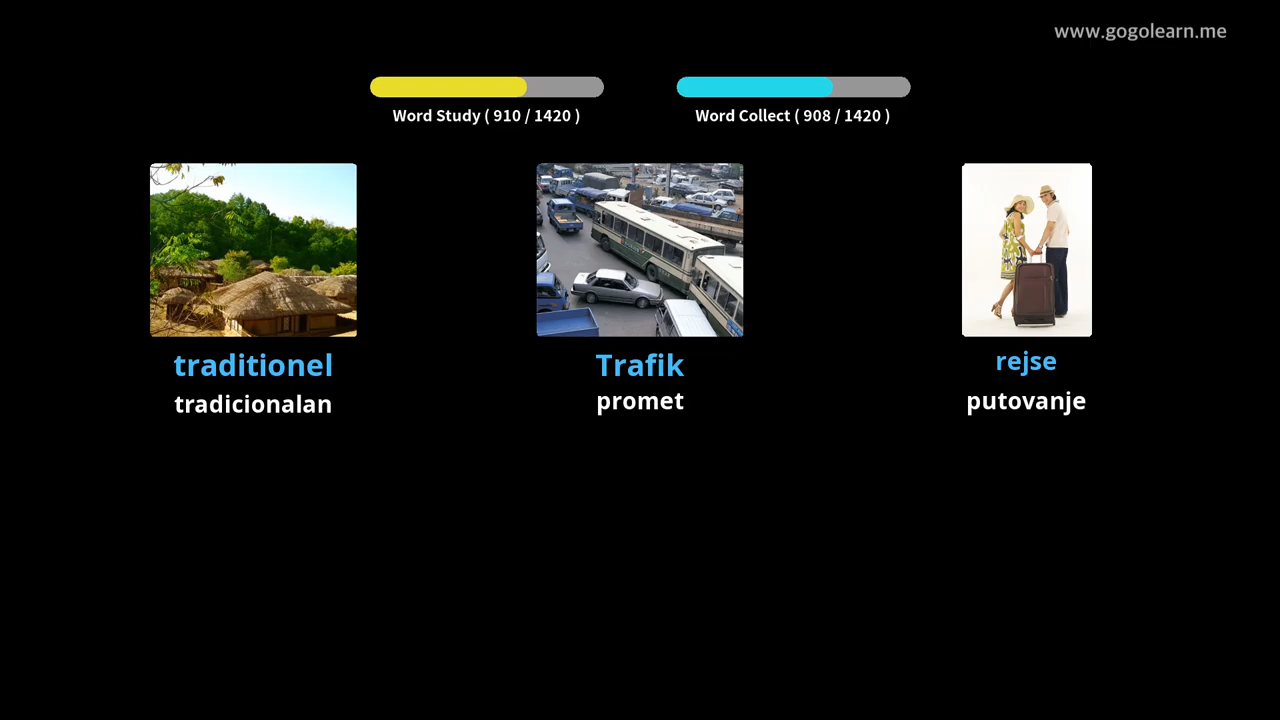 www.gogolearn.me
Word Study ( 910 / 1420 )
Word Collect ( 908 / 1420 )
traditionel
Trafik
rejse
tradicionalan
promet
putovanje